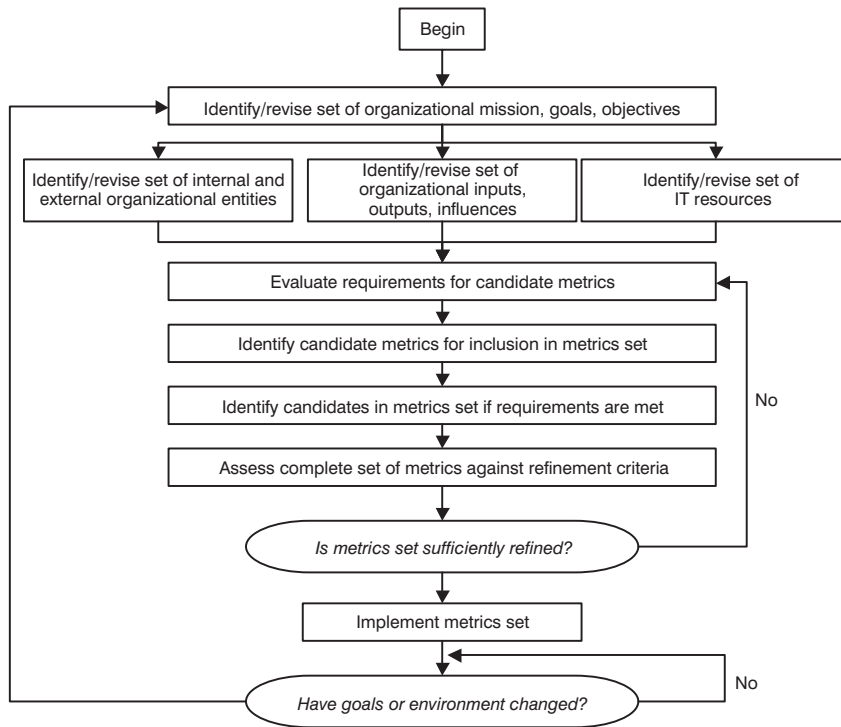 Begin
Identify/revise set of organizational mission, goals, objectives
Identify/revise set of internal and
external organizational entities
Identify/revise set of
organizational inputs,
outputs, influences
Identify/revise set of
IT resources
Evaluate requirements for candidate metrics
Identify candidate metrics for inclusion in metrics set
No
Identify candidates in metrics set if requirements are met
Assess complete set of metrics against refinement criteria
Is metrics set sufficiently refined?
Implement metrics set
No
Have goals or environment changed?